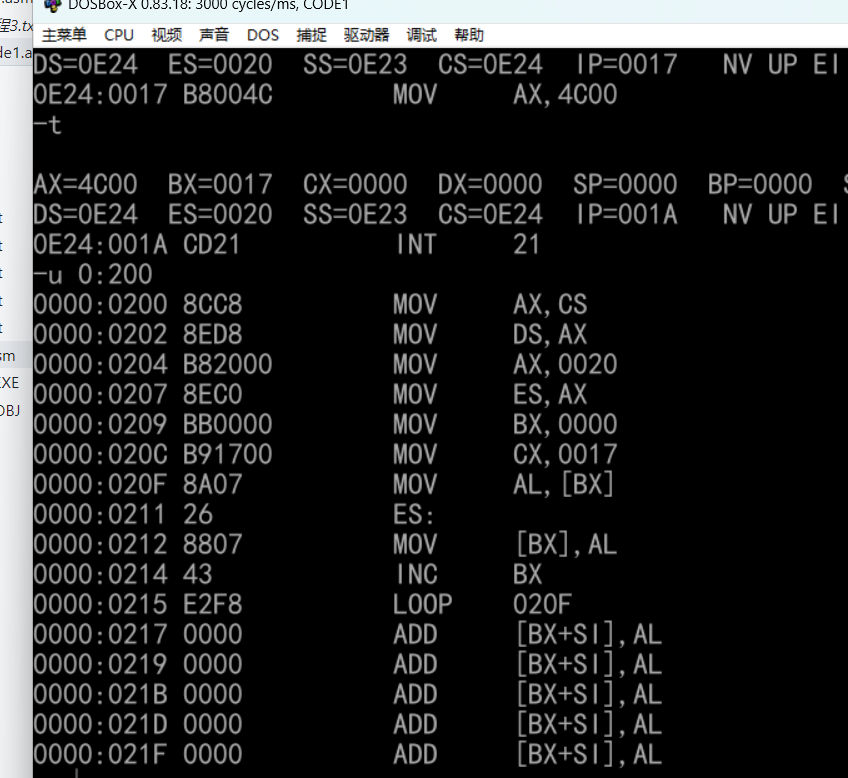 DOSBox-X 0.83.18: 3000 cycles/ms, CODE1
程3.tx
de1.a
主菜单 CPU 视频 声音 DOS 捕捉 驱动器 调试 帮助
DS=0E24 ES=0020 SS=0E23 CS=0E24 IP=0017 NV UP EI
0E24:0017 B8004C MOV AX,4C00
-t
AX=4C00 BX=0017 CX=0000 DX=0000 SP=0000 BP=0000
DS=0E24 ES=0020 SS=0E23 CS=0E24 IP=001A NV UP EI
0E24:001A CD21 INT 21
-u 0:200
0000:0200 8CC8 MOV AX,CS
0000:0202 8ED8 MOV DS,AX
0000:0204 B82000 MOV AX,0020
0000:0207 8EC0 MOV ES,AX
0000:0209 BB0000 MOV BX,0000
0000:020C B91700 MOV CX,0017
0000:020F 8A07 MOV AL,[BX]
0000:0211 26 ES:
0000:0212 8807 MOV [BX],AL
0000:0214 43 INC BX
0000:0215 E2F8 LOOP 020F
0000:0217 0000 ADD [BX+SI],AL
0000:0219 0000 ADD [BX+SI],AL
0000:021B 0000 ADD [BX+SI],AL
0000:021D 0000 ADD [BX+SI],AL
0000:021F 0000 ADD [BX+SI],AL
t
t
t
t
t
sm
EXE
OBJ